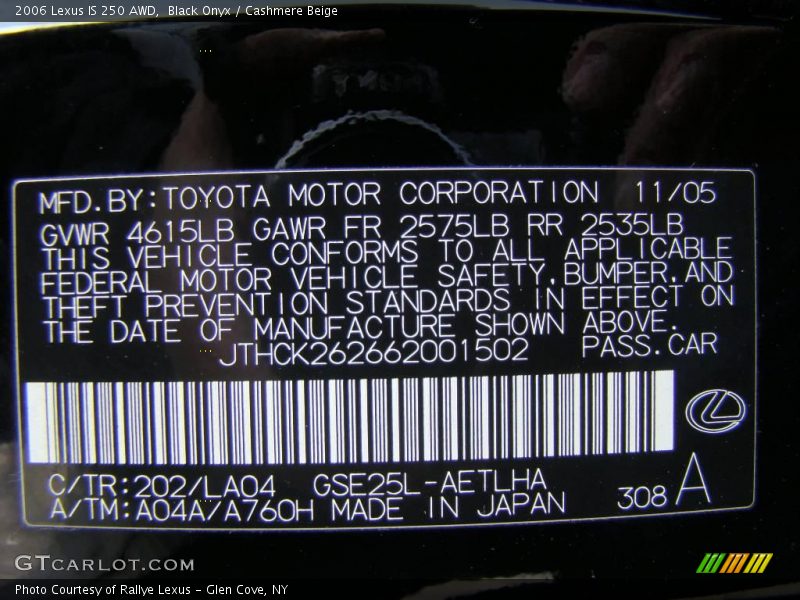 2006 Lexus IS 250 AWD, Black Onyx / Cashmere Beige
MFD.BY:TOYOTA MOTOR CORPORATION 11/05
GVWR 4615LB GAWR FR 2575LB RR 2535LB
THIS VEHICLE CONFORMS TO ALL APPLICABLE
FEDERAL MOTOR VEHICLE SAFETY,BUMPER,AND
THEFT PREVENTION STANDARDS IN EFFECT ON
THE DATE OF MANUFACTURE SHOWN ABOVE.
JTHCK262662001502 PASS.CAR
C/TR:202/LA04 GSE25L-AETLHA
A/TM:A04A/A760H MADE IN JAPAN 308 A
GTCARLOT.COM
Photo Courtesy of Rallye Lexus - Glen Cove, NY